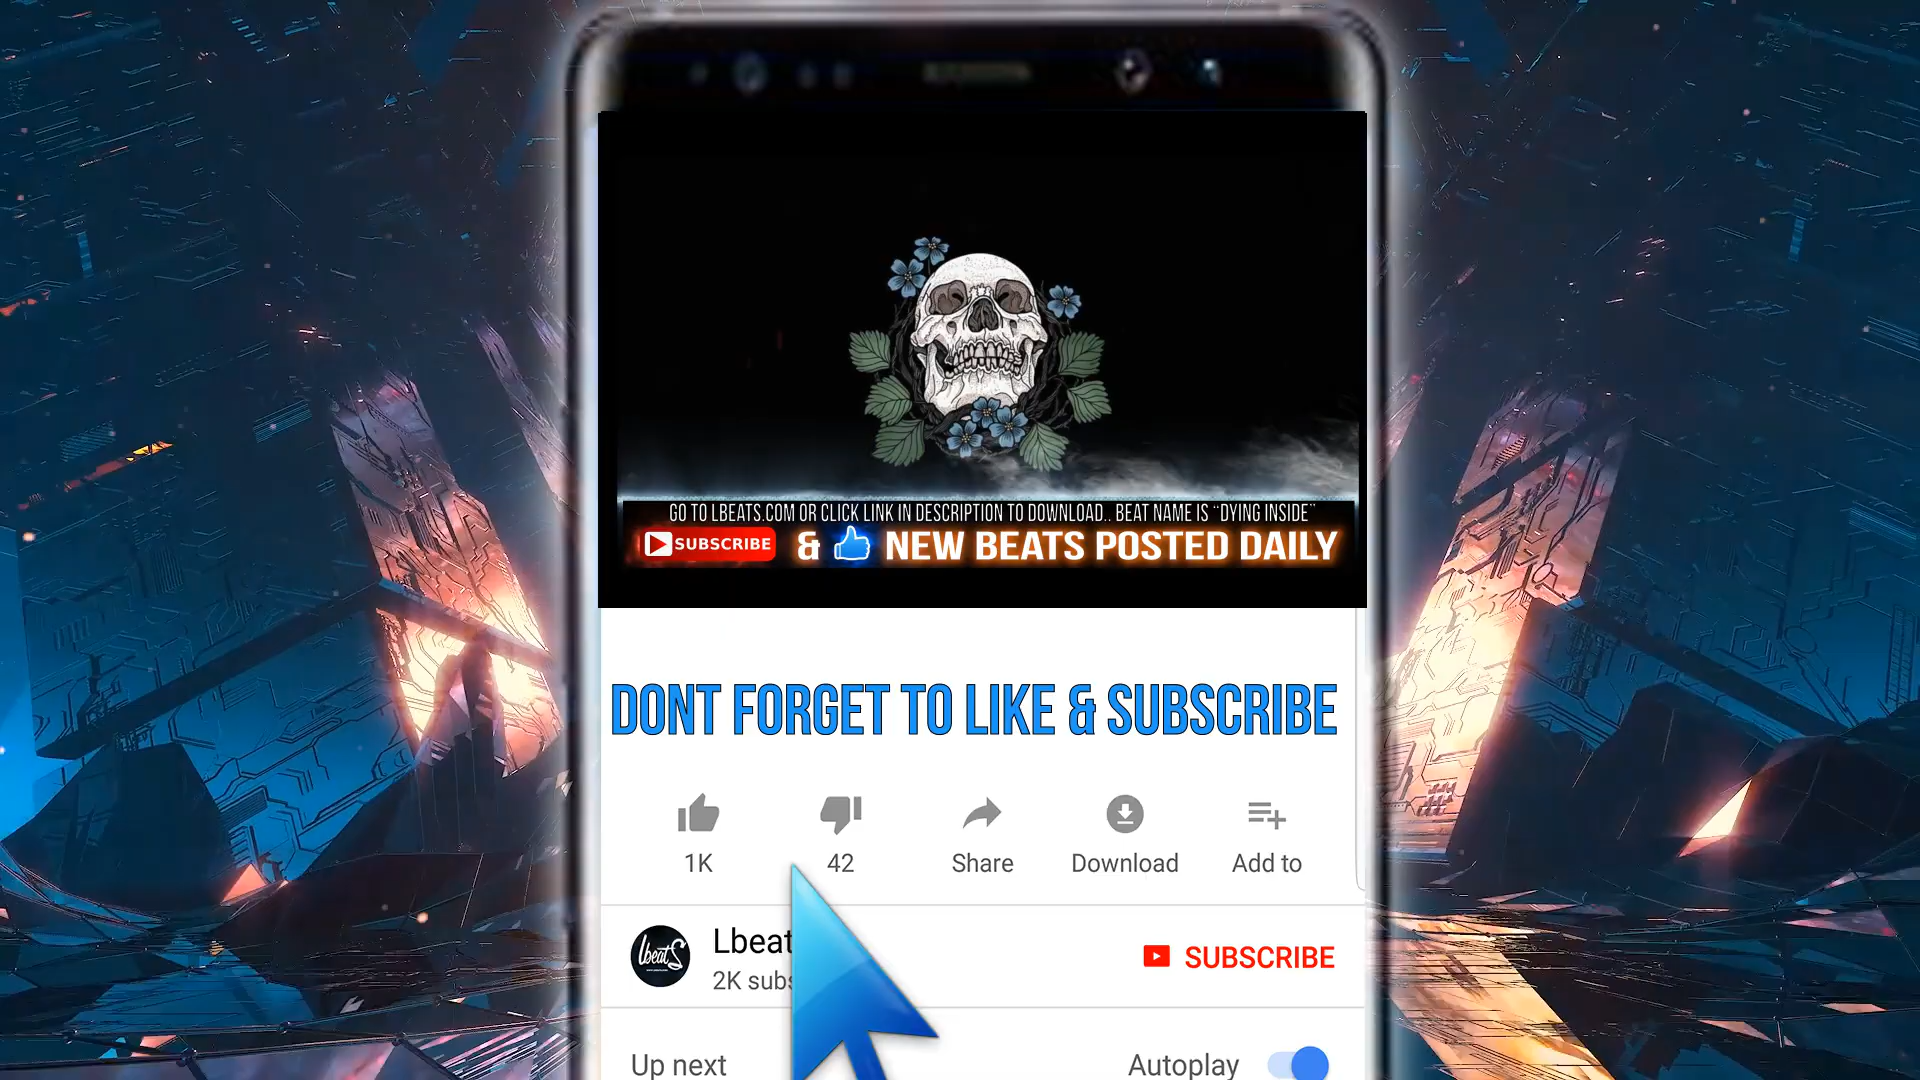 GO TO LBEATS.COM OR CLICK LINK IN DESCRIPTION TO DOWNLOAD.. BEAT NAME IS "DYING INSIDE"
SUBSCRIBE & NEW BEATS POSTED DAILY
DONT FORGET TO LIKE & SUBSCRIBE
1K 42 Share Download Add to
lbeatS Lbeat SUBSCRIBE
2K subs
Up next Autoplay